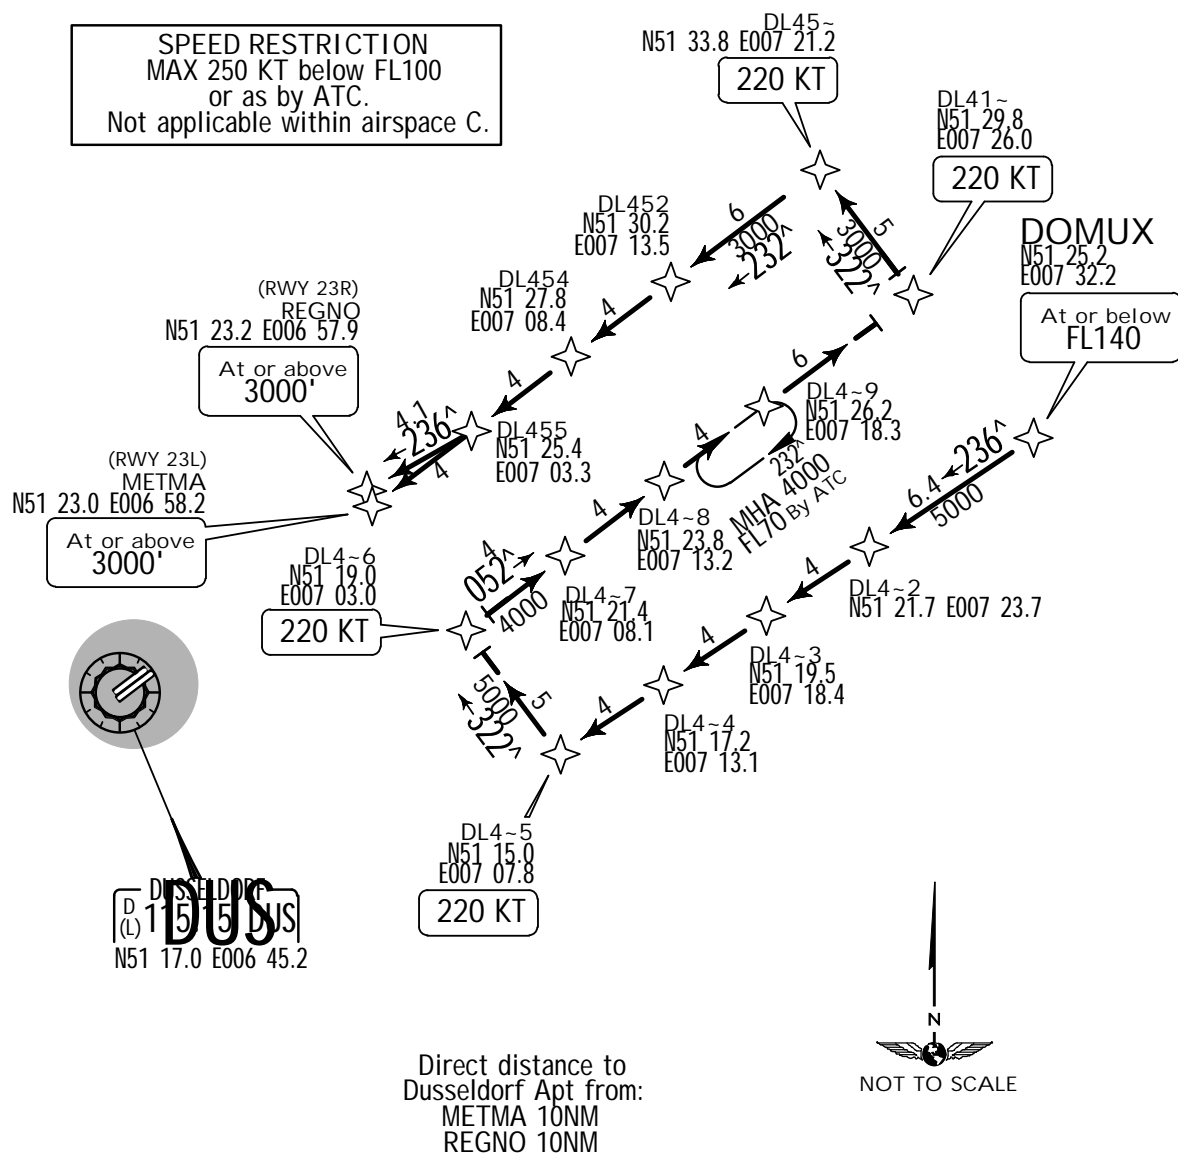 SPEED RESTRICTION
MAX 250 KT below FL100
or as by ATC.
Not applicable within airspace C.
DL45~
N51 33.8 E007 21.2
220 KT
DL41~
N51 29.8
E007 26.0
220 KT
DOMUX
N51 25.2
E007 32.2
At or below
FL140
DL452
N51 30.2
E007 13.5
6
3000
232^
5
3000
322^
DL454
N51 27.8
E007 08.4
4
(RWY 23R)
REGNO
N51 23.2 E006 57.9
At or above
3000'
4
4.1
236^
4
DL455
N51 25.4
E007 03.3
(RWY 23L)
METMA
N51 23.0 E006 58.2
At or above
3000'
6
DL4~9
N51 26.2
E007 18.3
4
232^
MHA 4000
FL70 By ATC
236^
6.4
5000
DL4~8
N51 23.8
E007 13.2
4
DL4~6
N51 19.0
E007 03.0
220 KT
4
052^
4000
DL4~7
N51 21.4
E007 08.1
DL4~2
N51 21.7 E007 23.7
4
DL4~3
N51 19.5
E007 18.4
4
DL4~4
N51 17.2
E007 13.1
4
5
5000
322^
DL4~5
N51 15.0
E007 07.8
220 KT
DUSSELDORF
D
(L)
115.15 DUS
DUS
N51 17.0 E006 45.2
N
NOT TO SCALE
Direct distance to
Dusseldorf Apt from:
METMA 10NM
REGNO 10NM